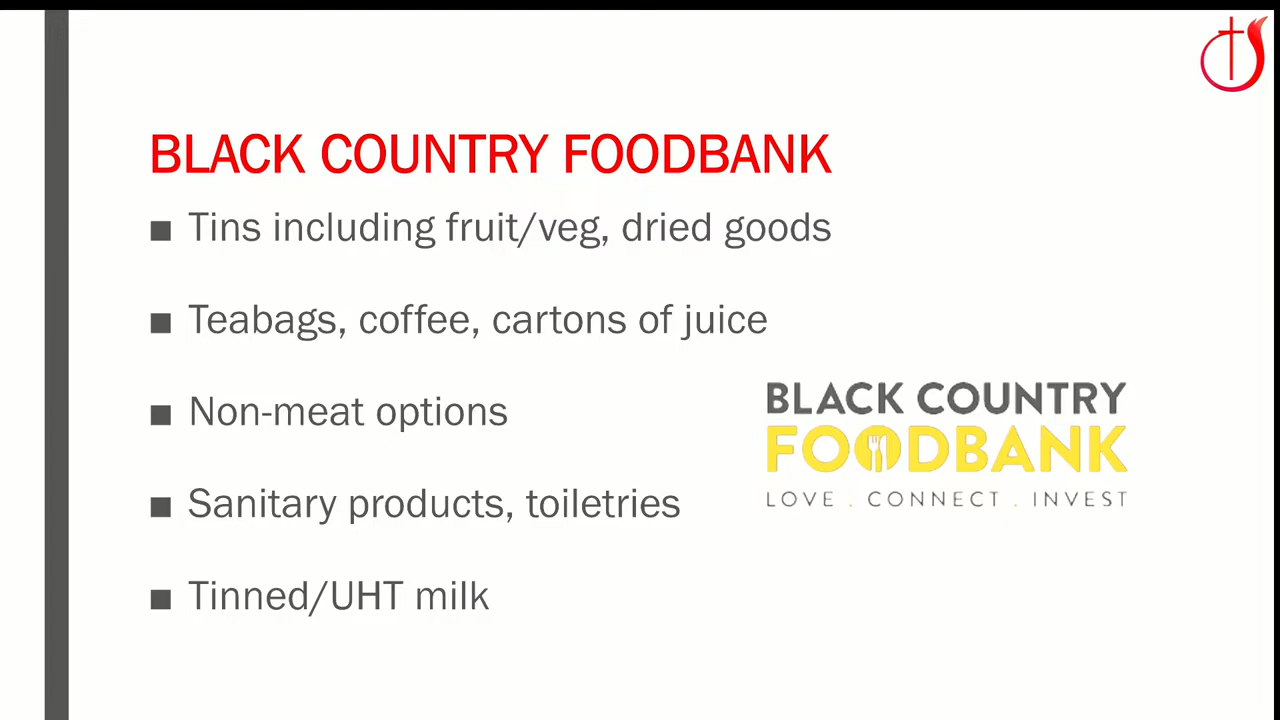 BLACK COUNTRY FOODBANK
■ Tins including fruit/veg, dried goods
■ Teabags, coffee, cartons of juice
■ Non-meat options
■ Sanitary products, toiletries
■ Tinned/UHT milk
BLACK COUNTRY
FOODBANK
LOVE . CONNECT . INVEST